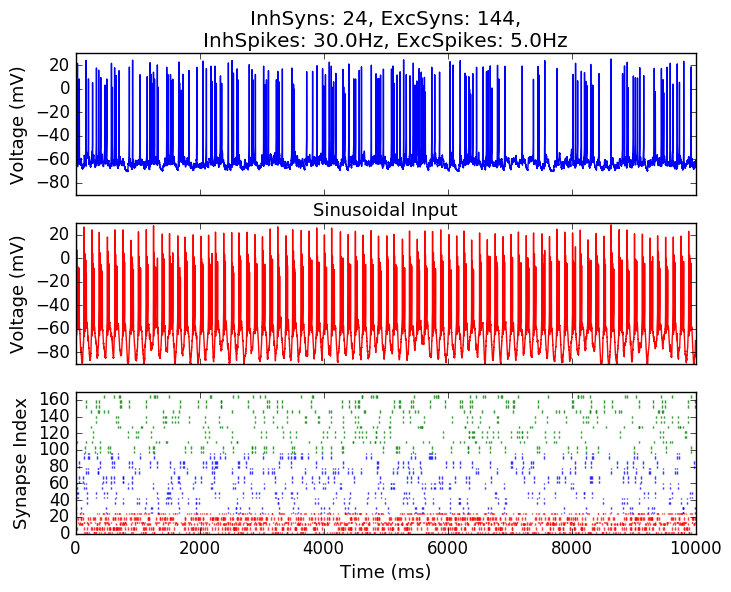 InhSyns: 24, ExcSyns: 144,
InhSpikes: 30.0Hz, ExcSpikes: 5.0Hz
20
0
−20
−40
−60
−80
Voltage (mV)
Sinusoidal Input
20
0
−20
−40
−60
−80
Voltage (mV)
160
140
120
100
80
60
40
20
0
Synapse Index
0 2000 4000 6000 8000 10000
Time (ms)